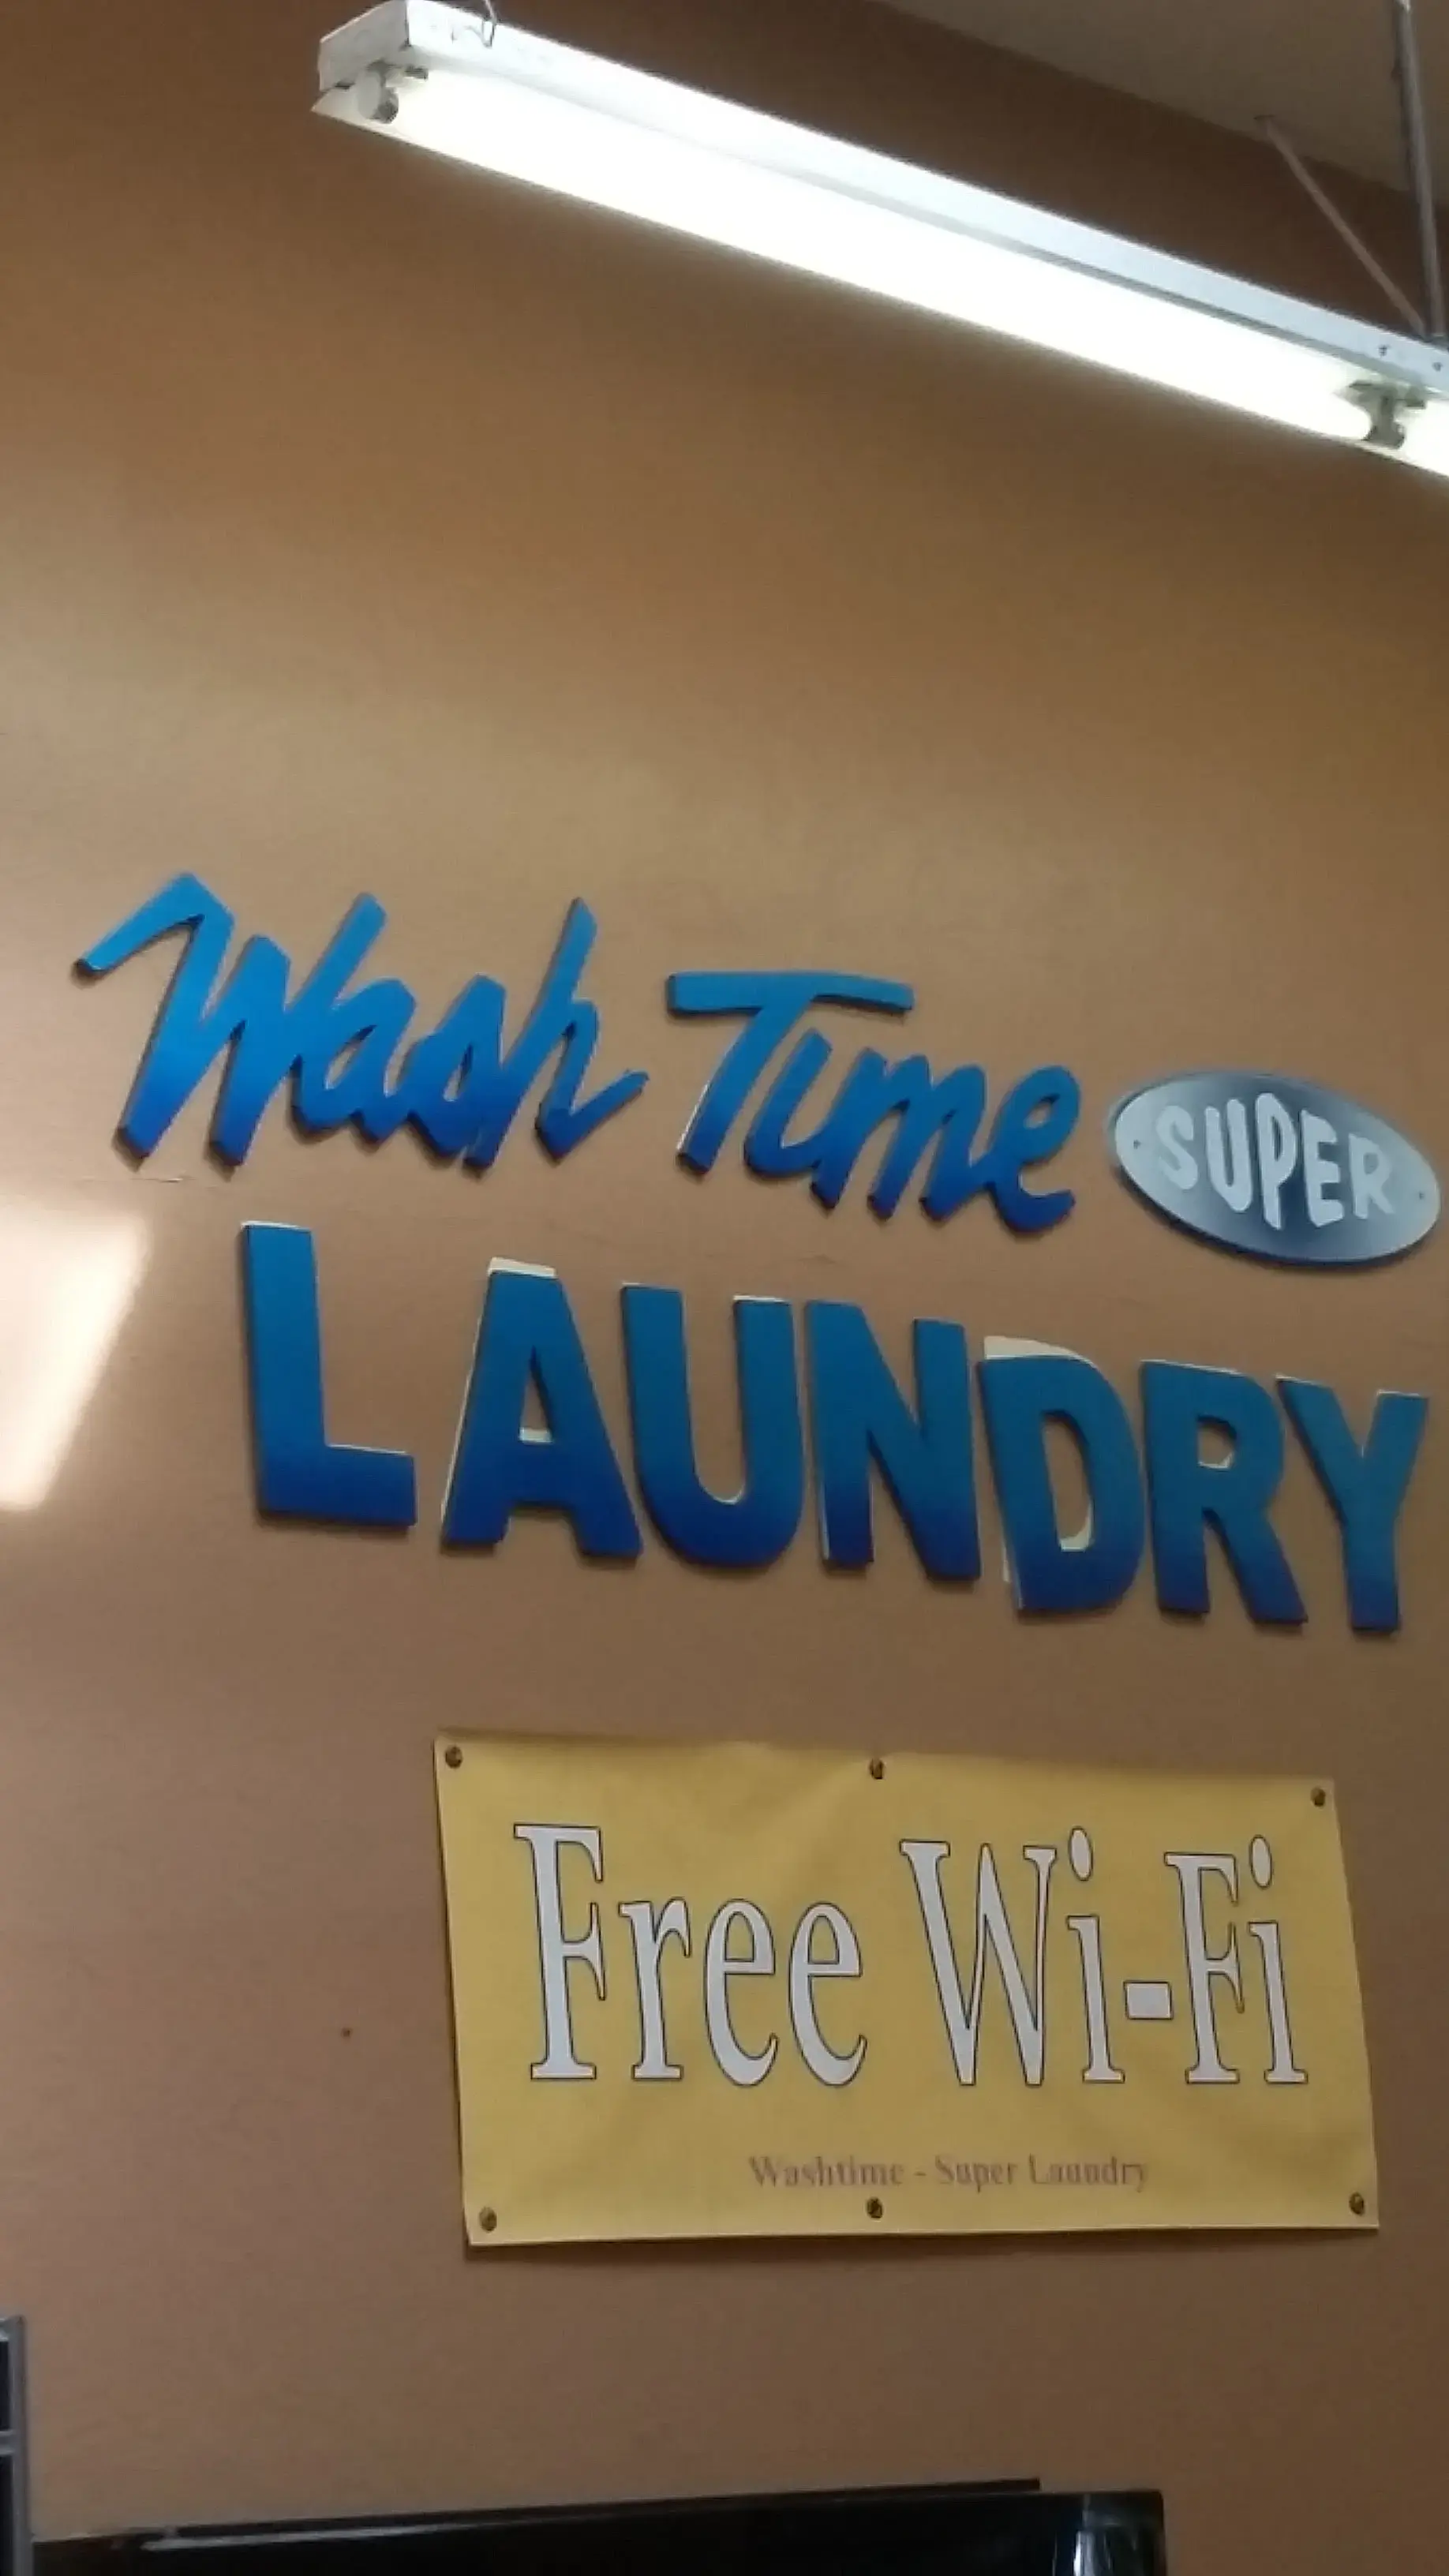 Wash Time SUPER
LAUNDRY
Free Wi-Fi
Washtime - Super Laundry